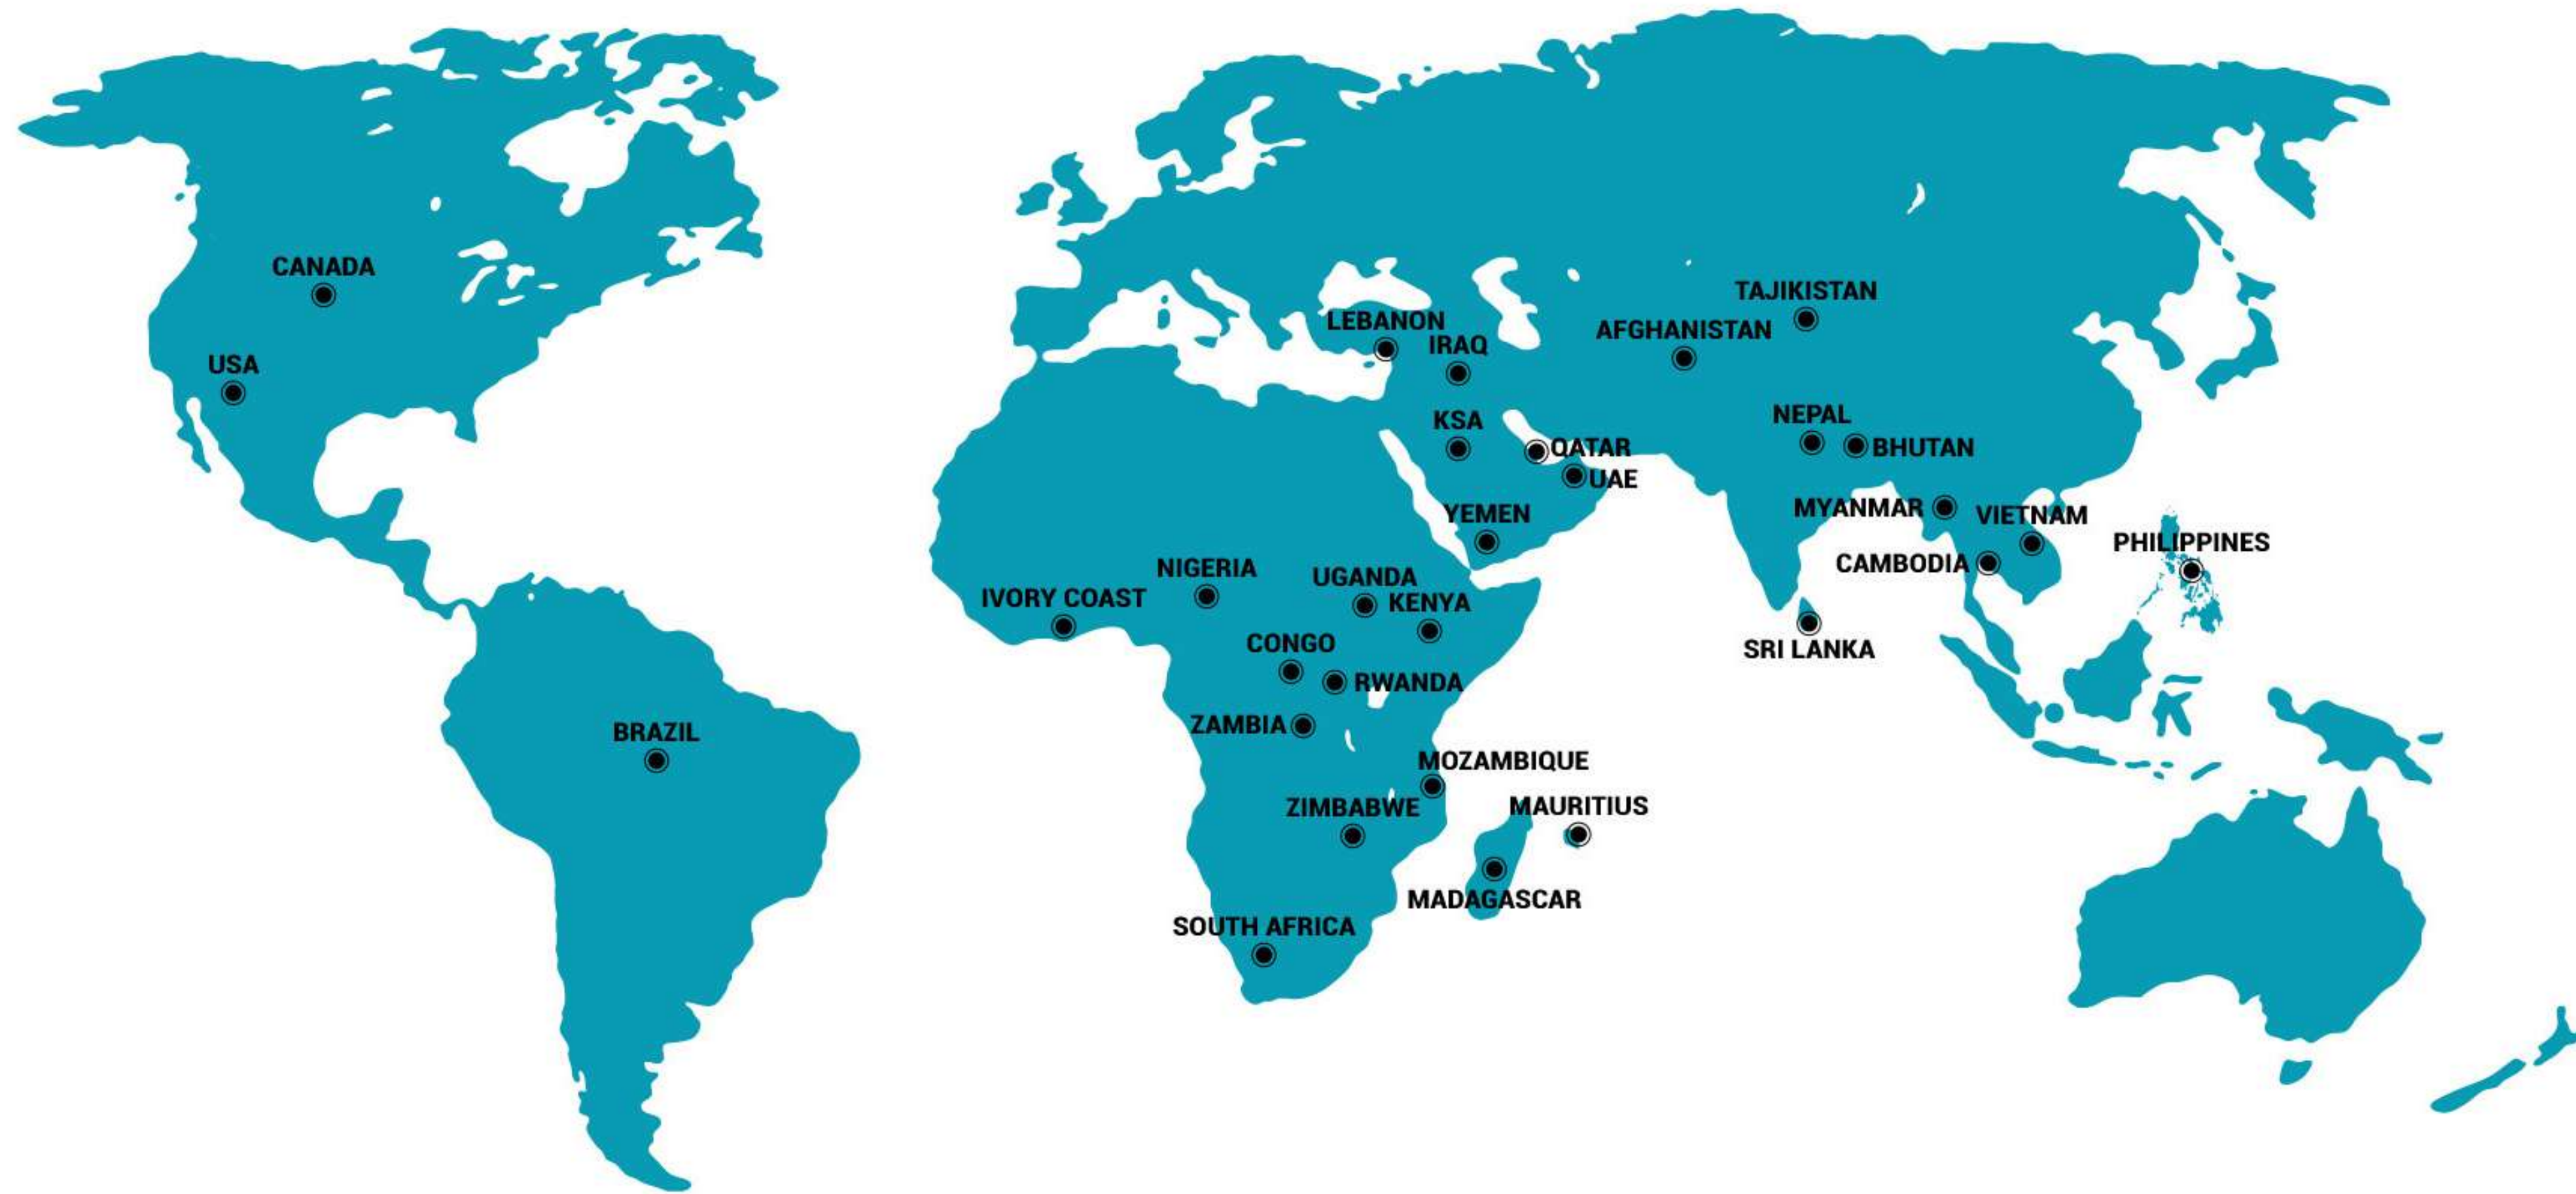 CANADA
USA
BRAZIL
LEBANON
IRAQ
KSA
QATAR
UAE
YEMEN
AFGHANISTAN
TAJIKISTAN
NEPAL
BHUTAN
MYANMAR
VIETNAM
CAMBODIA
PHILIPPINES
SRI LANKA
NIGERIA
IVORY COAST
UGANDA
KENYA
CONGO
RWANDA
ZAMBIA
MOZAMBIQUE
ZIMBABWE
MAURITIUS
MADAGASCAR
SOUTH AFRICA